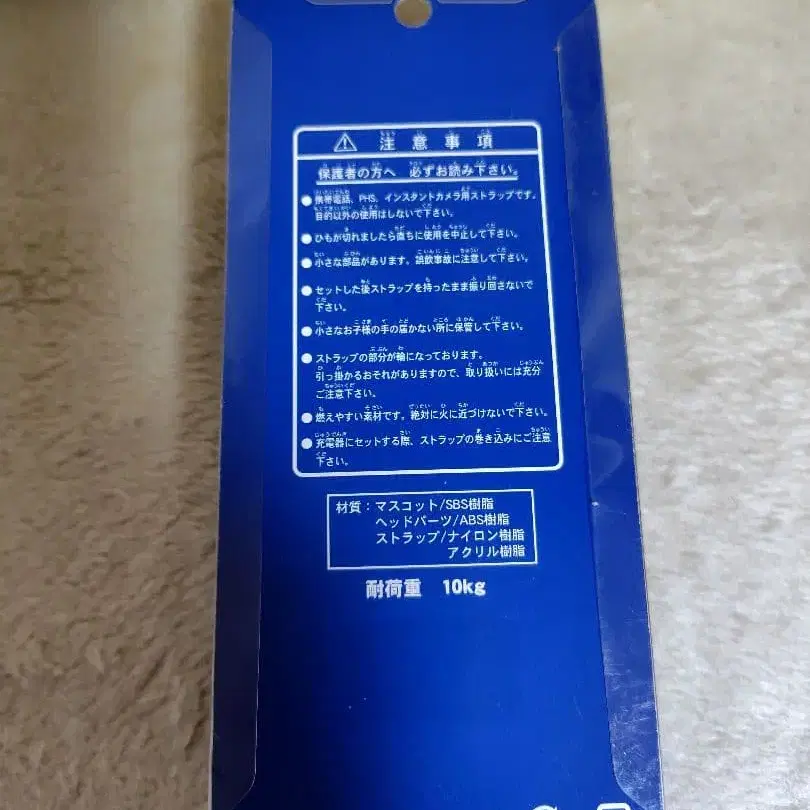 ⚠ 注意事項
保護者の方へ 必ずお読み下さい。
●携帯電話、PHS、インスタントカメラ用ストラップです。
目的以外の使用はしないで下さい。
●ひもが切れましたら直ちに使用を中止して下さい。
●小さな部品があります。誤飲事故に注意して下さい。
●セットした後ストラップを持ったまま振り回さないで
下さい。
●小さなお子様の手の届かない所に保管して下さい。
●ストラップの部分が輪になっております。
引っ掛かるおそれがありますので、取り扱いには充分
ご注意下さい。
●燃えやすい素材です。絶対に火に近づけないで下さい。
●充電器にセットする際、ストラップの巻き込みにご注意
下さい。
材質：マスコット/SBS樹脂
ヘッドパーツ/ABS樹脂
ストラップ/ナイロン樹脂
アクリル樹脂
耐荷重 10kg